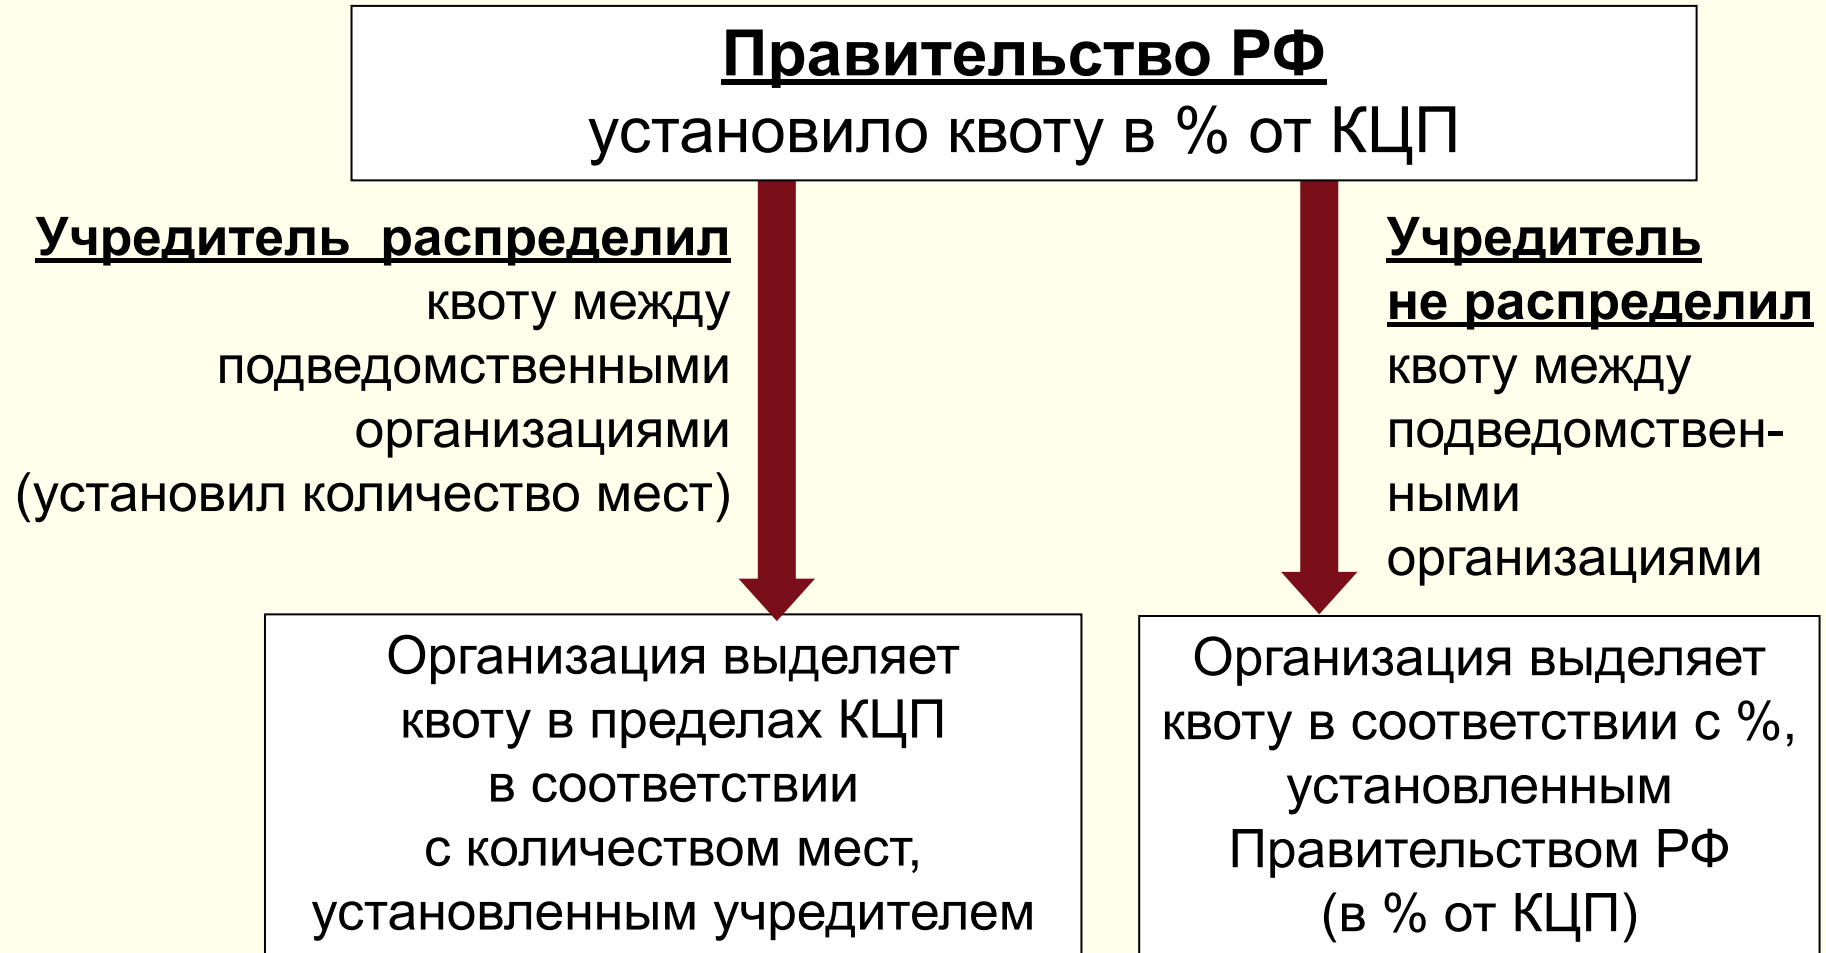 Правительство РФ
установило квоту в % от КЦП
Учредитель распределил
квоту между
подведомственными
организациями
(установил количество мест)
Учредитель
не распределил
квоту между
подведомствен-
ными
организациями
Организация выделяет
квоту в пределах КЦП
в соответствии
с количеством мест,
установленным учредителем
Организация выделяет
квоту в соответствии с %,
установленным
Правительством РФ
(в % от КЦП)